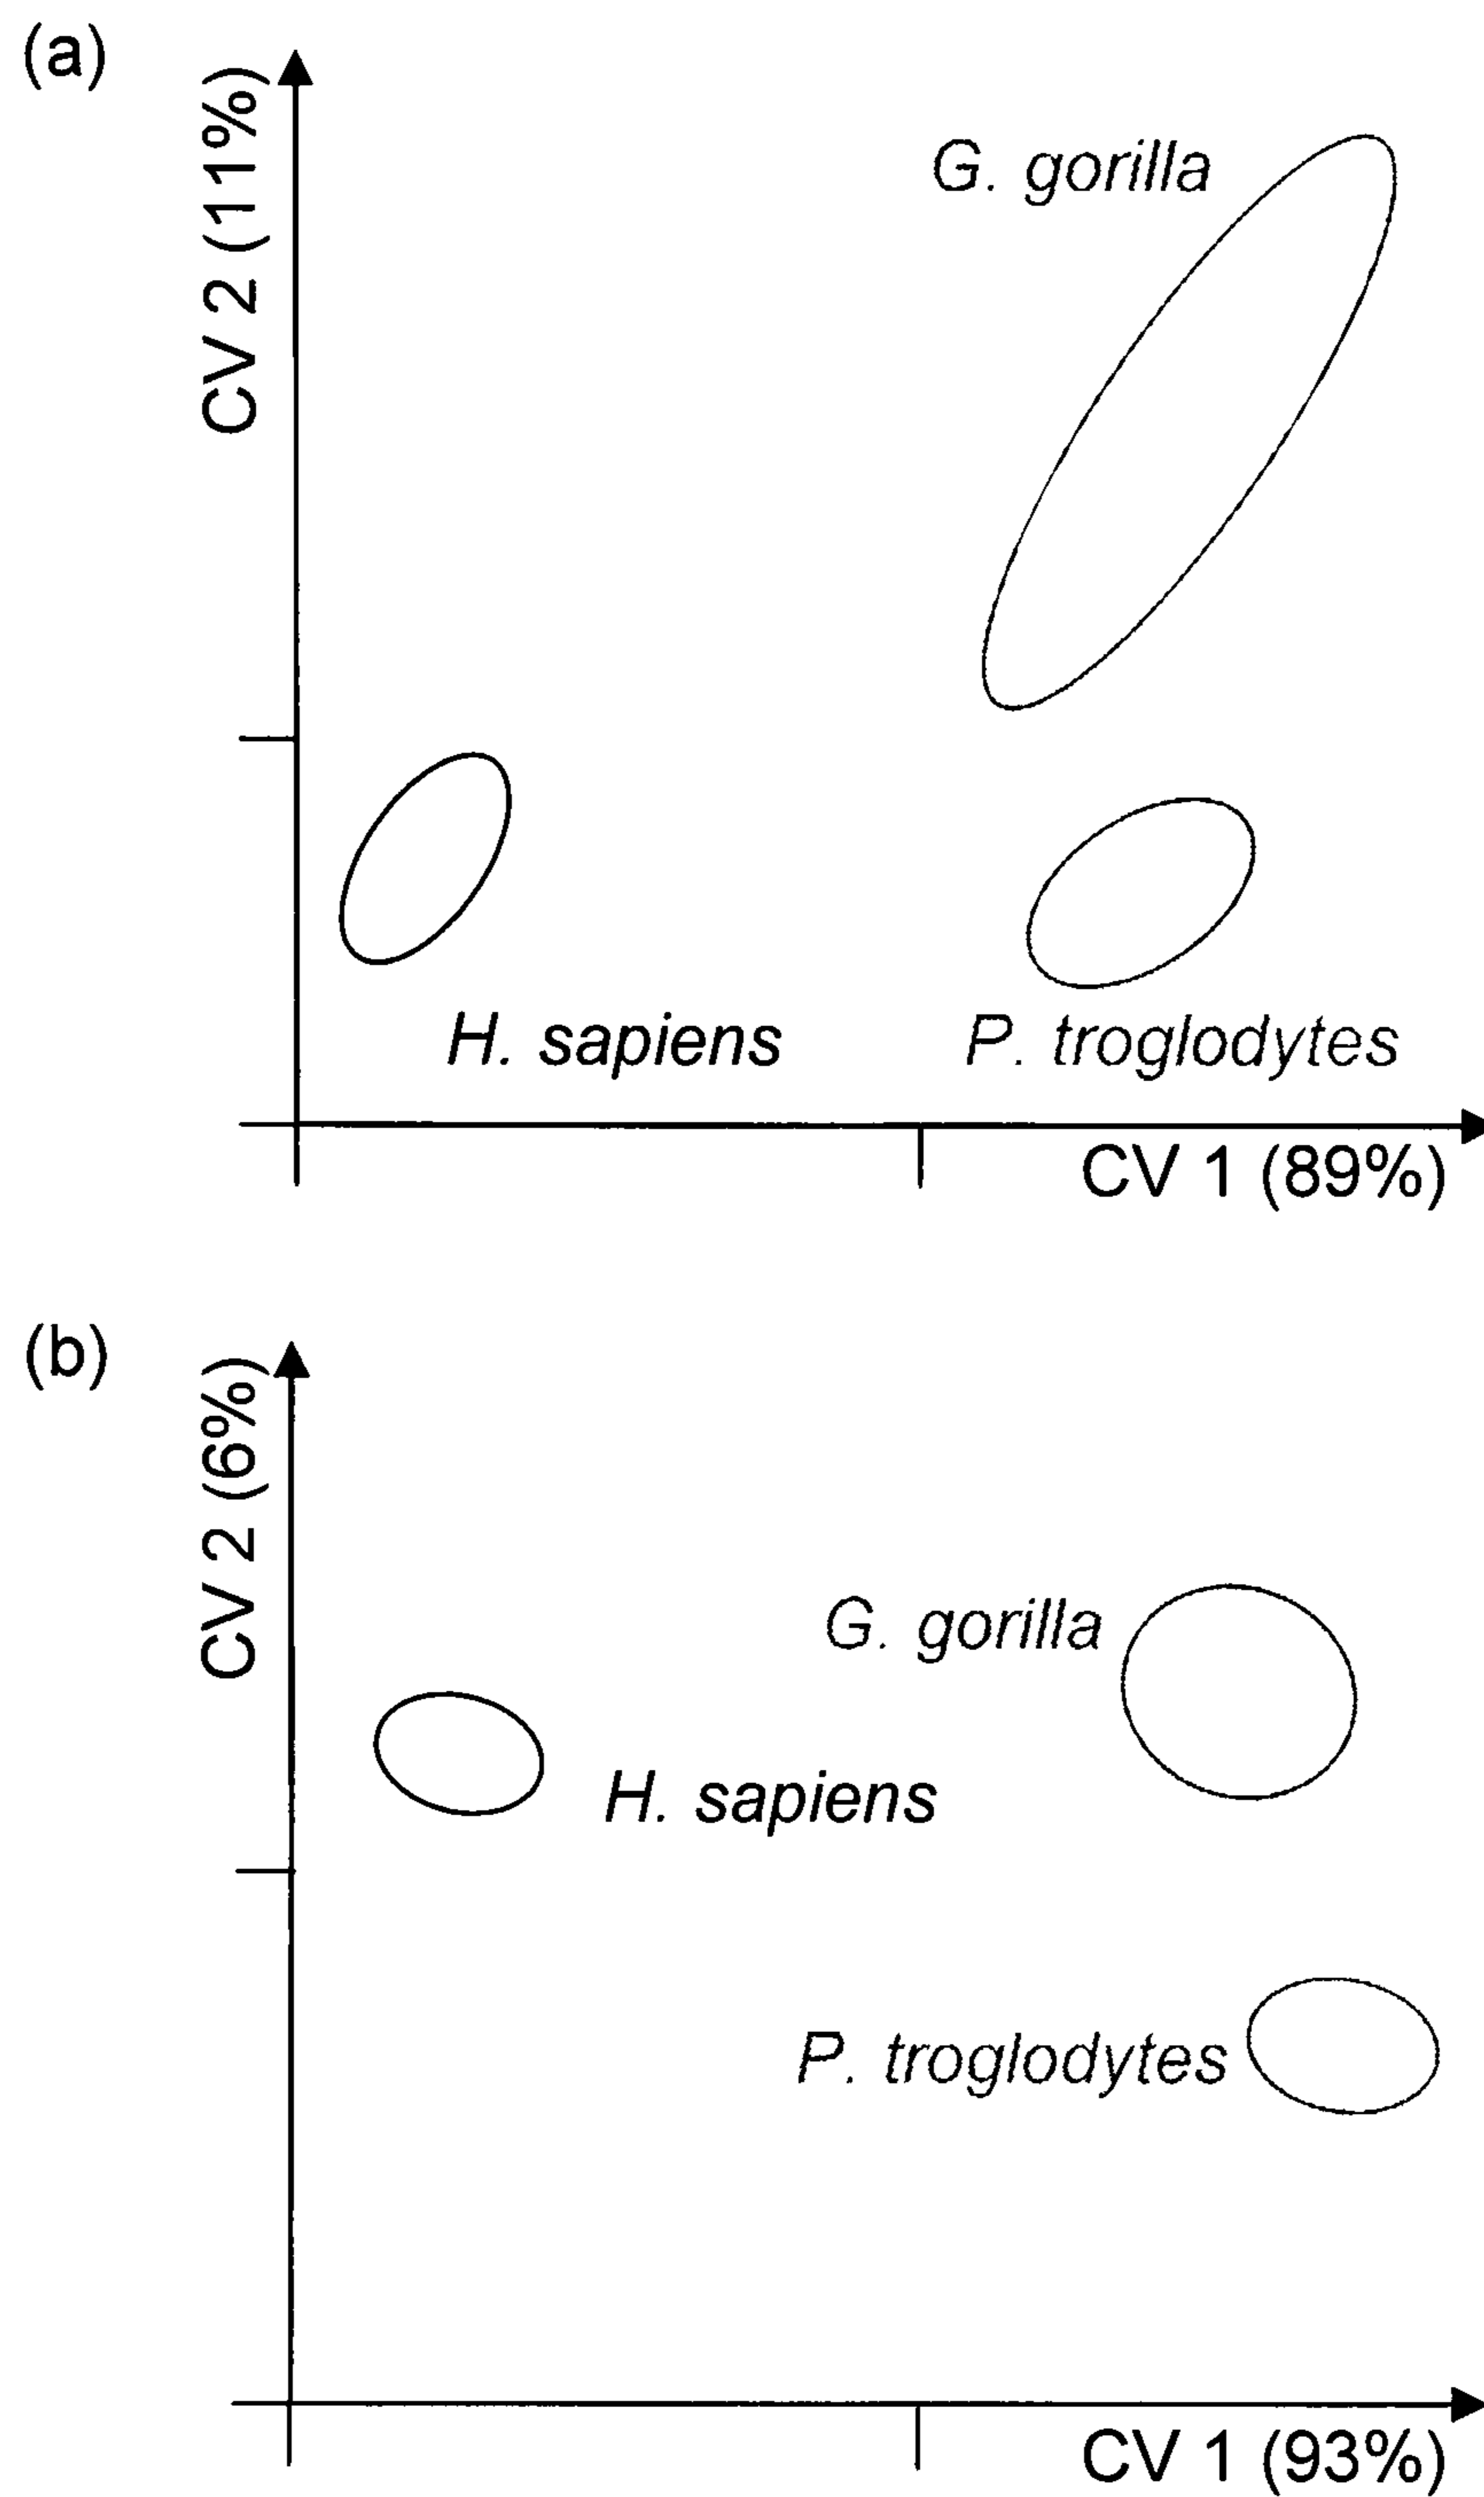 (a)
CV 2 (11%)
G. gorilla
H. sapiens
P. troglodytes
CV 1 (89%)
(b)
CV 2 (6%)
G. gorilla
H. sapiens
P. troglodytes
CV 1 (93%)